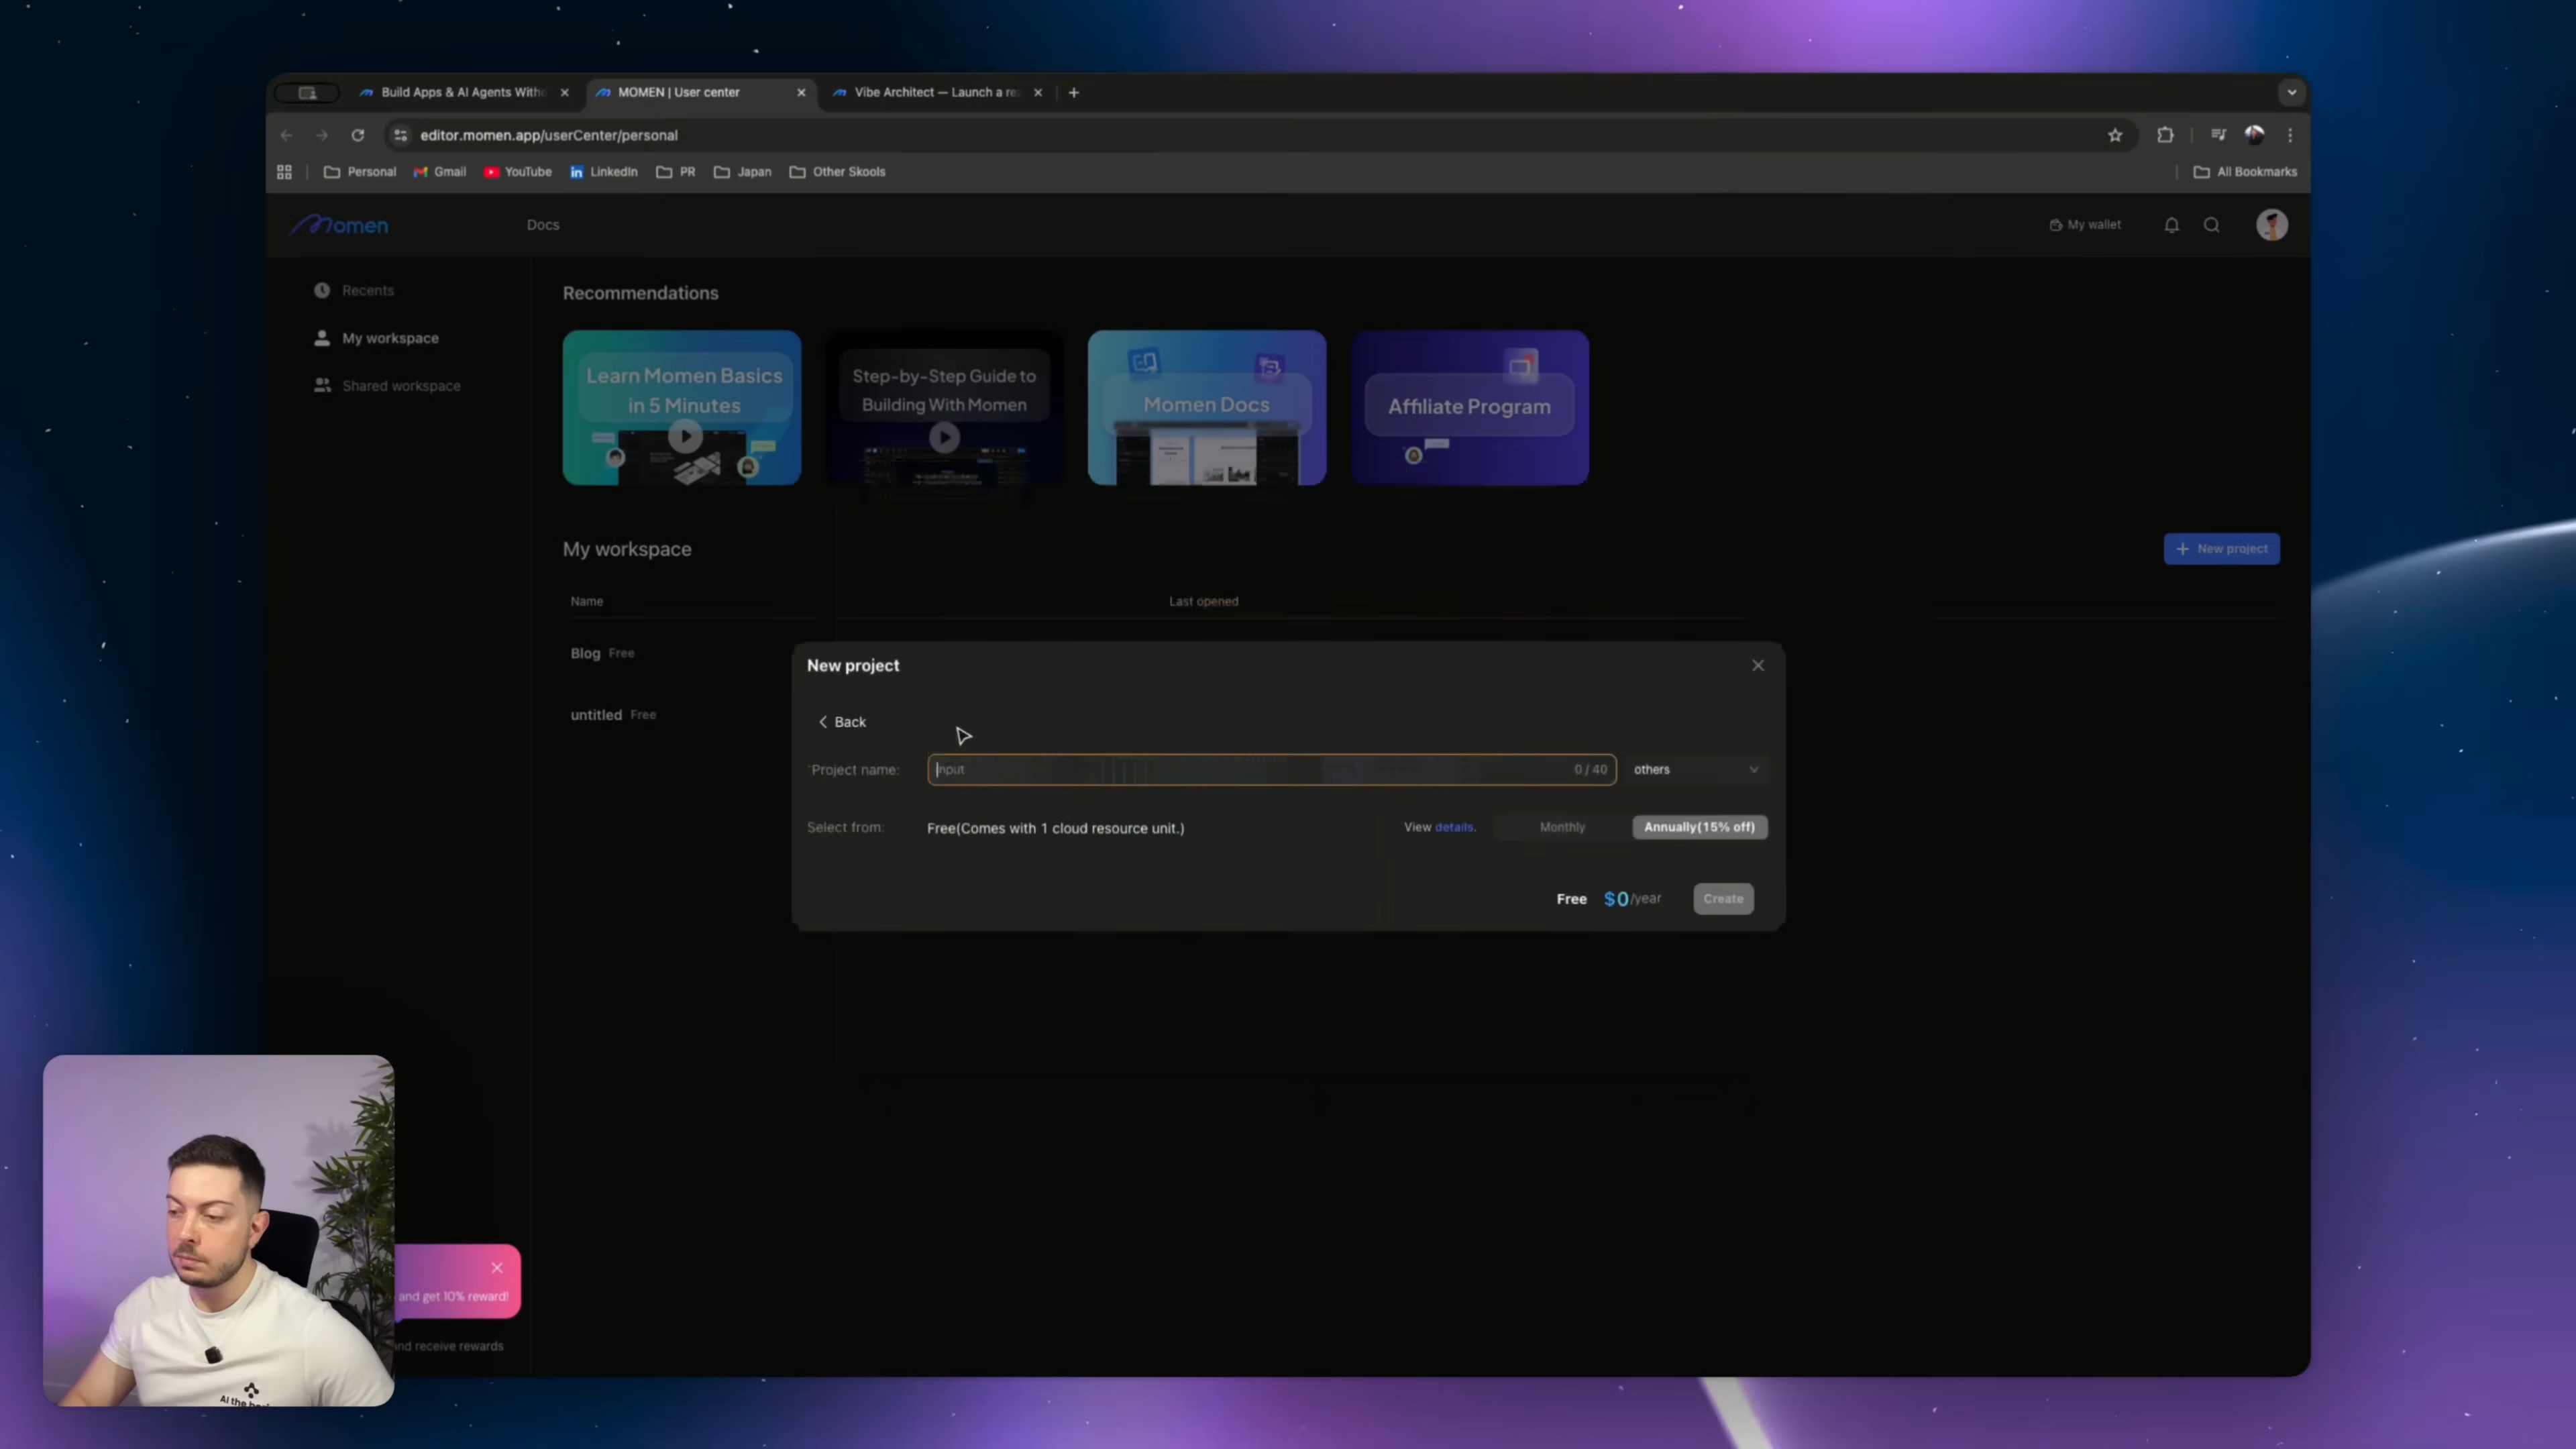 Build Apps & AI Agents Witho
MOMEN | User center
Vibe Architect — Launch a re
editor.momen.app/userCenter/personal
Personal
Gmail
YouTube
LinkedIn
PR
Japan
Other Skools
All Bookmarks
Momen
Docs
My wallet
Recents
My workspace
Shared workspace
Recommendations
Learn Momen Basics
in 5 Minutes
Step-by-Step Guide to
Building With Momen
Momen Docs
Affiliate Program
My workspace
New project
Name
Last opened
Blog Free
untitled Free
New project
Back
*Project name:
Input
0 / 40
others
Select from:
Free(Comes with 1 cloud resource unit.)
View details.
Monthly
Annually(15% off)
Free $0/year
Create
and get 10% reward!
and receive rewards
AI the